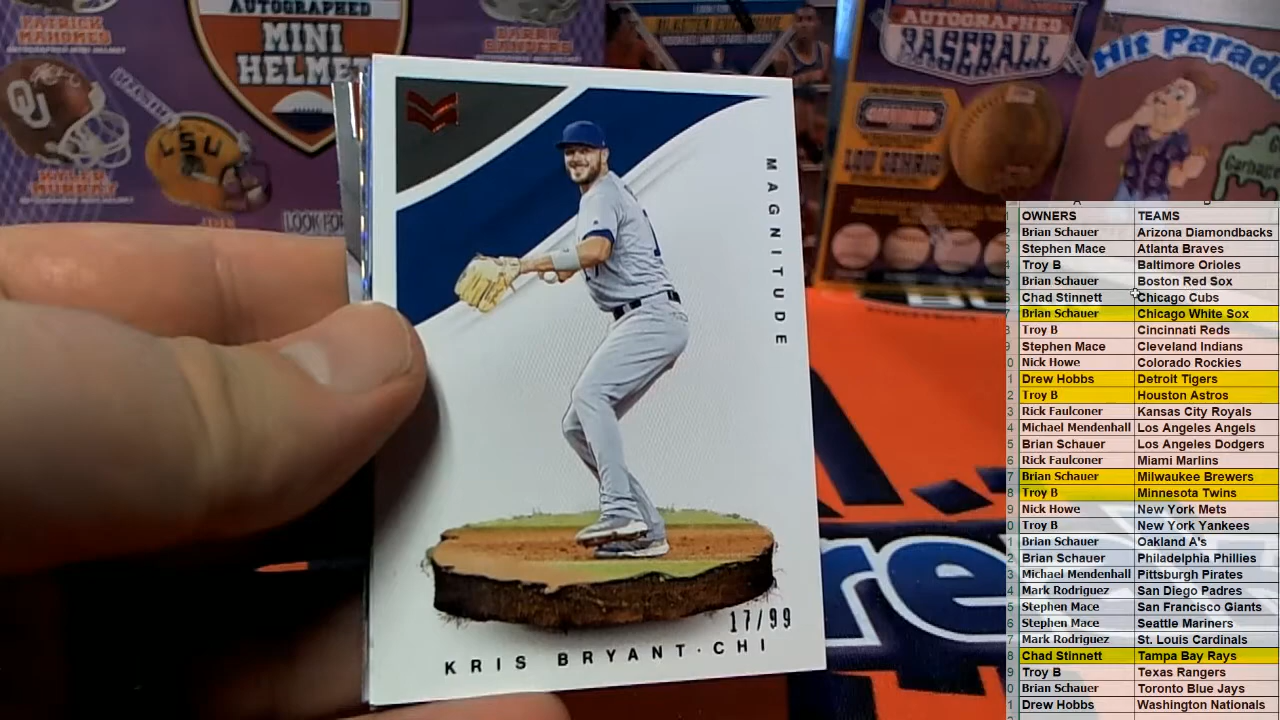 PATRICK
MAHOMES
AUTOGRAPHED
MINI
HELMET
BARRY
SANDERS
OU
LSU
KYLER
MURRAY
LOOK FOR
AUTOGRAPHED
BASEBALL
LOU GEHRIG
Hit Parade
MAGNITUDE
17/99
KRIS BRYANT·CHI
OWNERS TEAMS
Brian Schauer Arizona Diamondbacks
Stephen Mace Atlanta Braves
Troy B Baltimore Orioles
Brian Schauer Boston Red Sox
Chad Stinnett Chicago Cubs
Brian Schauer Chicago White Sox
Troy B Cincinnati Reds
Stephen Mace Cleveland Indians
Nick Howe Colorado Rockies
Drew Hobbs Detroit Tigers
Troy B Houston Astros
Rick Faulconer Kansas City Royals
Michael Mendenhall Los Angeles Angels
Brian Schauer Los Angeles Dodgers
Rick Faulconer Miami Marlins
Brian Schauer Milwaukee Brewers
Troy B Minnesota Twins
Nick Howe New York Mets
Troy B New York Yankees
Brian Schauer Oakland A's
Brian Schauer Philadelphia Phillies
Michael Mendenhall Pittsburgh Pirates
Mark Rodriguez San Diego Padres
Stephen Mace San Francisco Giants
Stephen Mace Seattle Mariners
Mark Rodriguez St. Louis Cardinals
Chad Stinnett Tampa Bay Rays
Troy B Texas Rangers
Brian Schauer Toronto Blue Jays
Drew Hobbs Washington Nationals